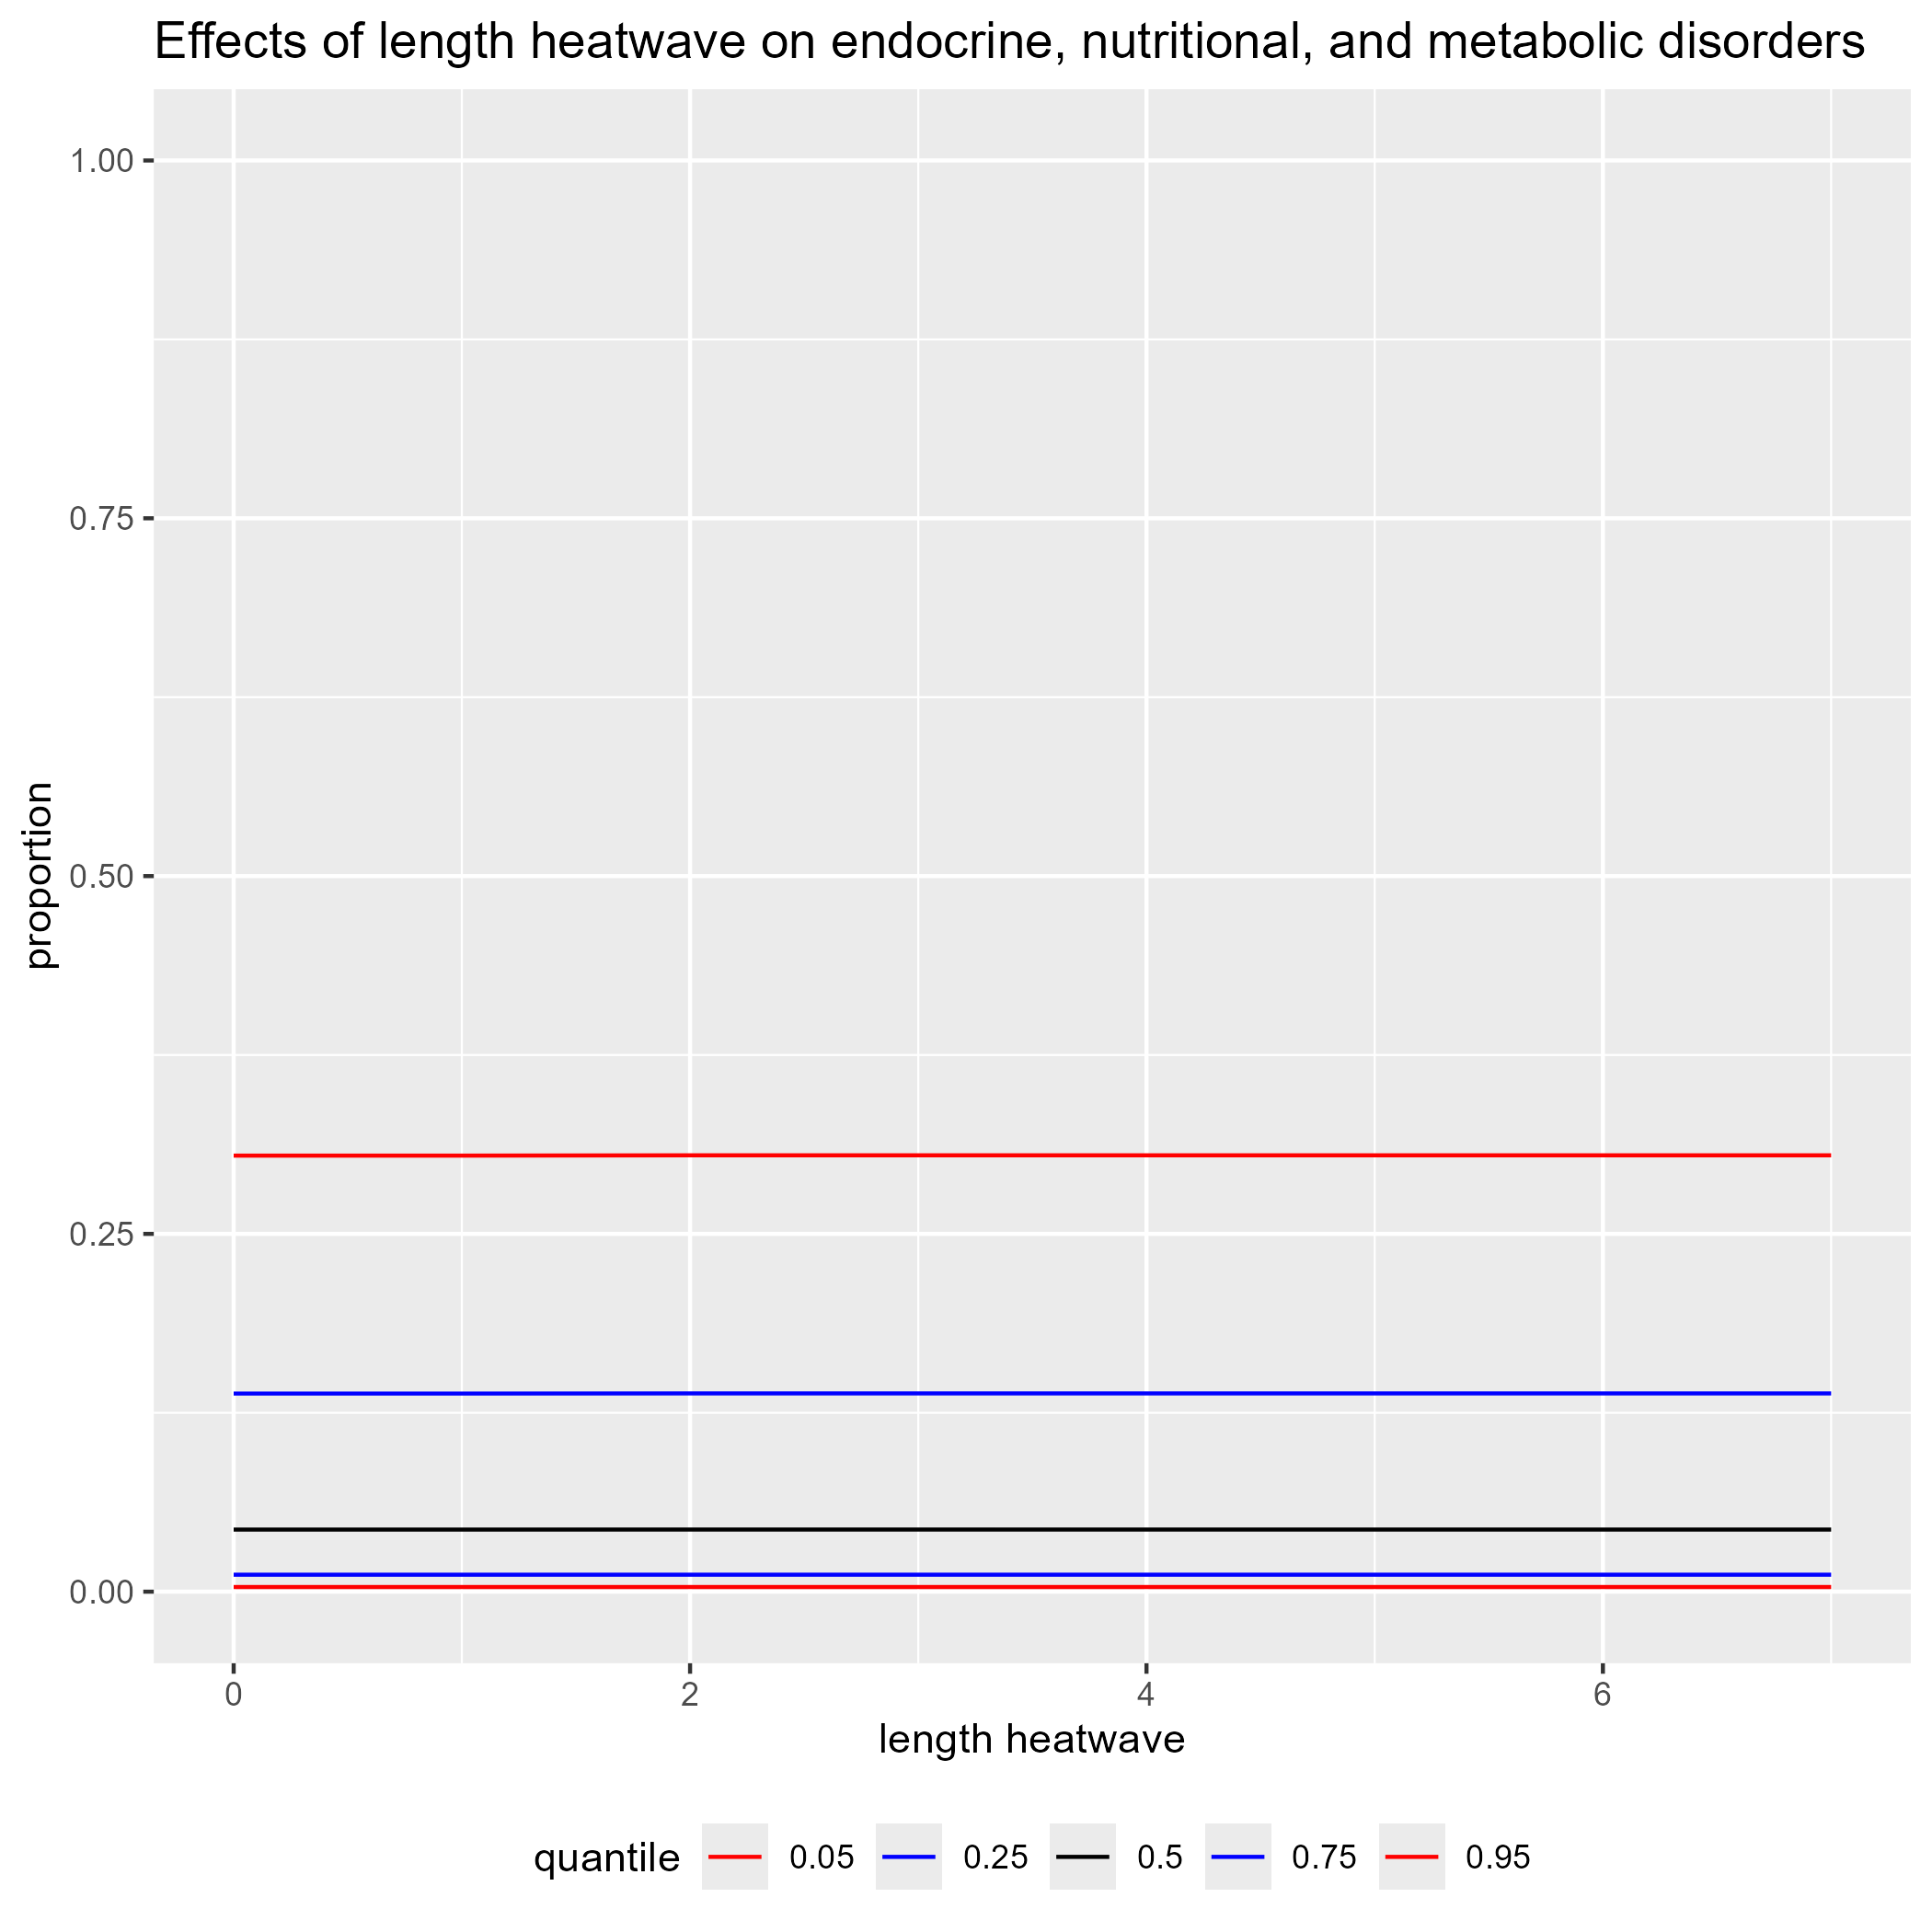 Effects of length heatwave on endocrine, nutritional, and metabolic disorders
1.00
0.75
0.50
0.25
0.00
proportion
0 2 4 6
length heatwave
quantile 0.05 0.25 0.5 0.75 0.95